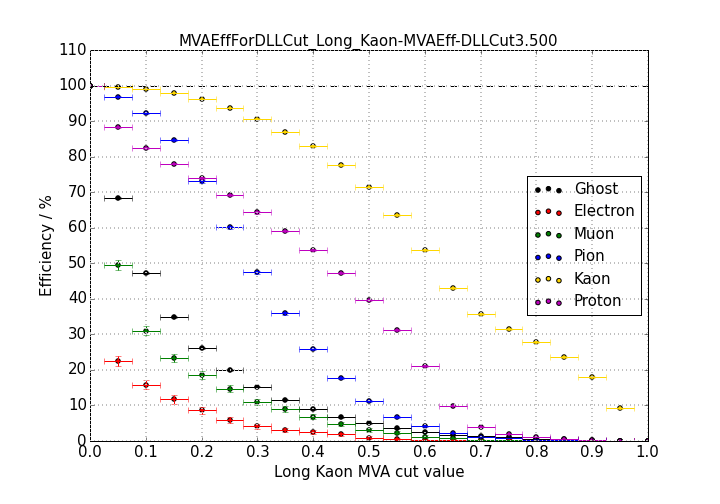 MVAEffForDLLCut_Long_Kaon-MVAEff-DLLCut3.500
110
100
90
80
70
60
50
40
30
20
10
0
Efficiency / %
Ghost
Electron
Muon
Pion
Kaon
Proton
0.0 0.1 0.2 0.3 0.4 0.5 0.6 0.7 0.8 0.9 1.0
Long Kaon MVA cut value